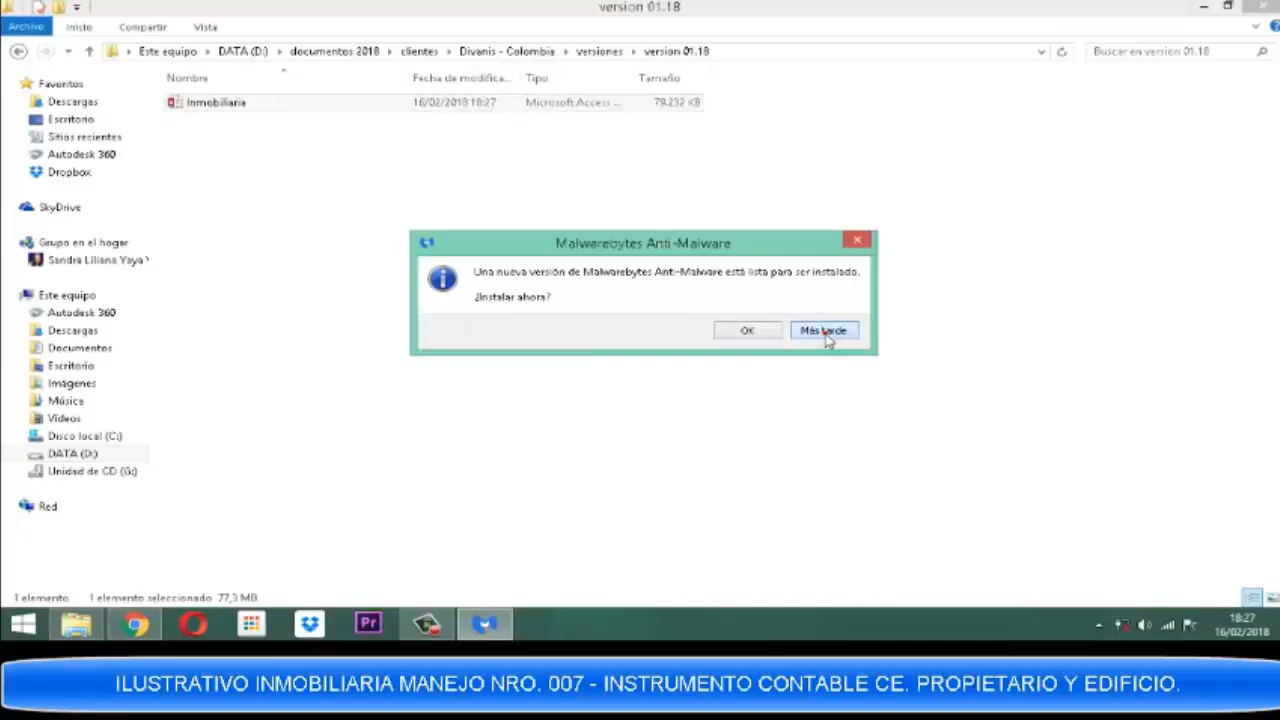 version 01.18
Archivo Inicio Compartir Vista
Este equipo DATA (D:) documentos 2018 clientes Divanis - Colombia versiones version 01.18
Buscar en version 01.18
Nombre Fecha de modifica... Tipo Tamaño
Inmobiliaria 16/02/2018 18:27 Microsoft Access ... 79.232 KB
Favoritos
Descargas
Escritorio
Sitios recientes
Autodesk 360
Dropbox
SkyDrive
Grupo en el hogar
Sandra Liliana Yaya
Este equipo
Autodesk 360
Descargas
Documentos
Escritorio
Imágenes
Música
Vídeos
Disco local (C:)
DATA (D:)
Unidad de CD (G:)
Red
Malwarebytes Anti-Malware
Una nueva versión de Malwarebytes Anti-Malware está lista para ser instalado.
¿Instalar ahora?
OK Más tarde
1 elemento 1 elemento seleccionado 77,3 MB
Pr
18:27
16/02/2018
ILUSTRATIVO INMOBILIARIA MANEJO NRO. 007 - INSTRUMENTO CONTABLE CE. PROPIETARIO Y EDIFICIO.